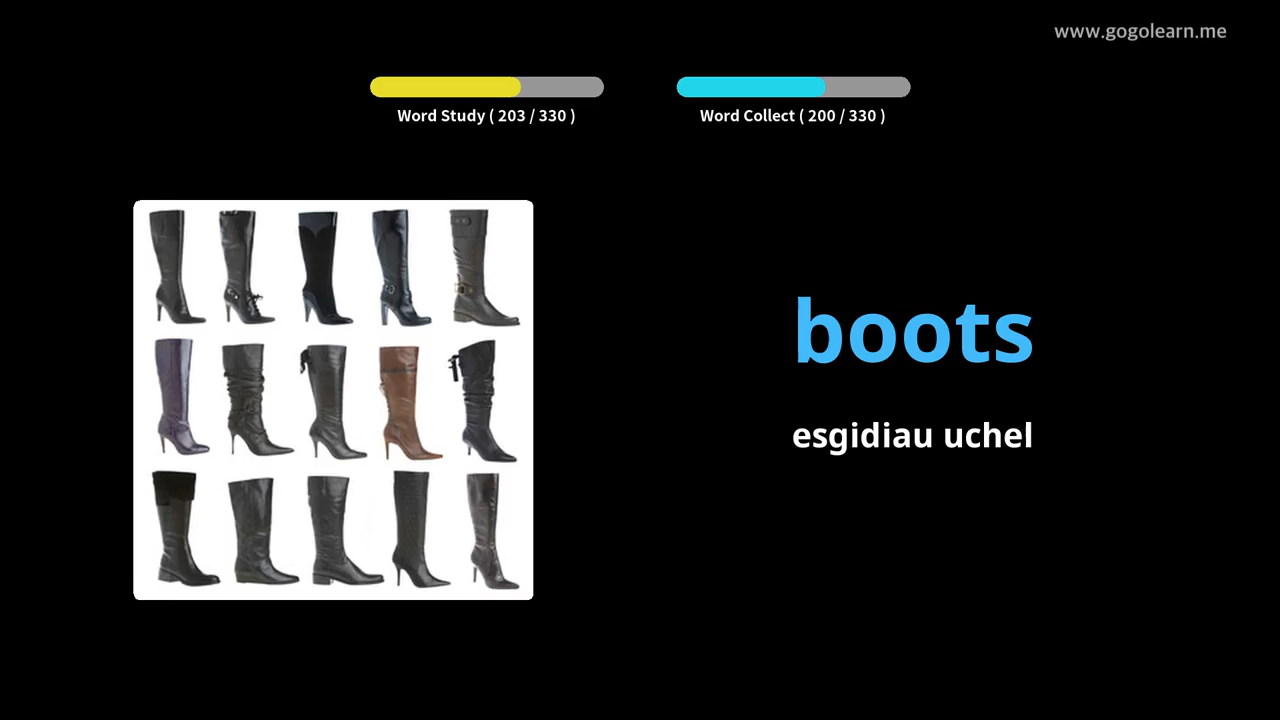 www.gogolearn.me
Word Study ( 203 / 330 )
Word Collect ( 200 / 330 )
boots
esgidiau uchel